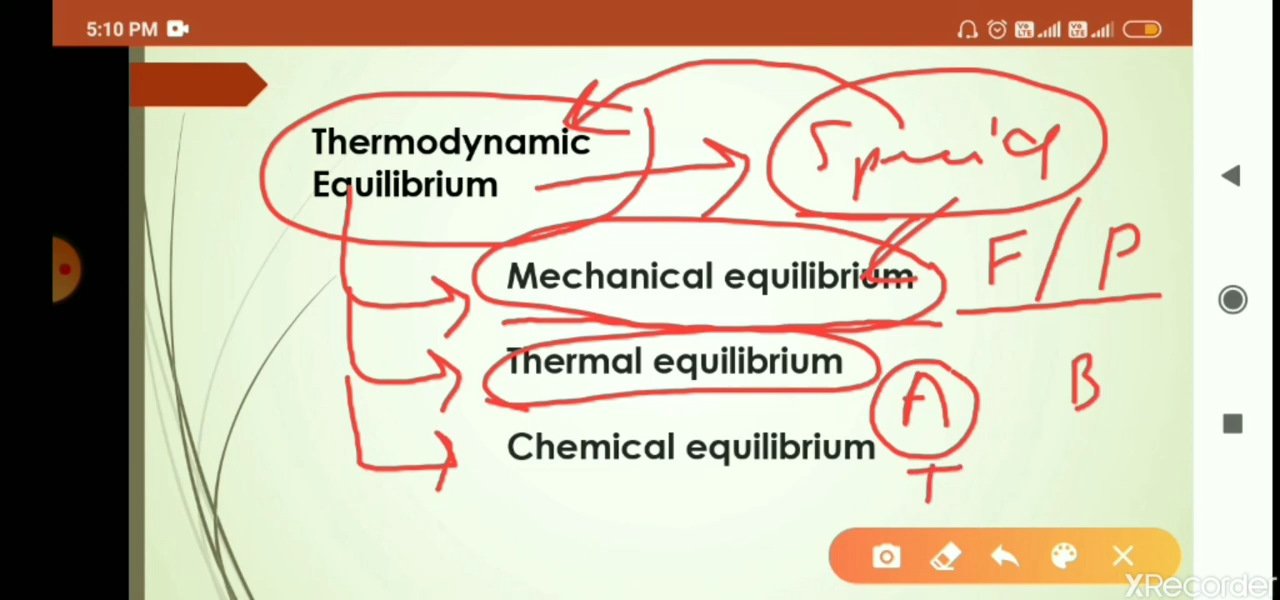 5:10 PM
Thermodynamic
Equilibrium
Mechanical equilibrium
F/P
Thermal equilibrium
A
B
Chemical equilibrium
T
XRecorder